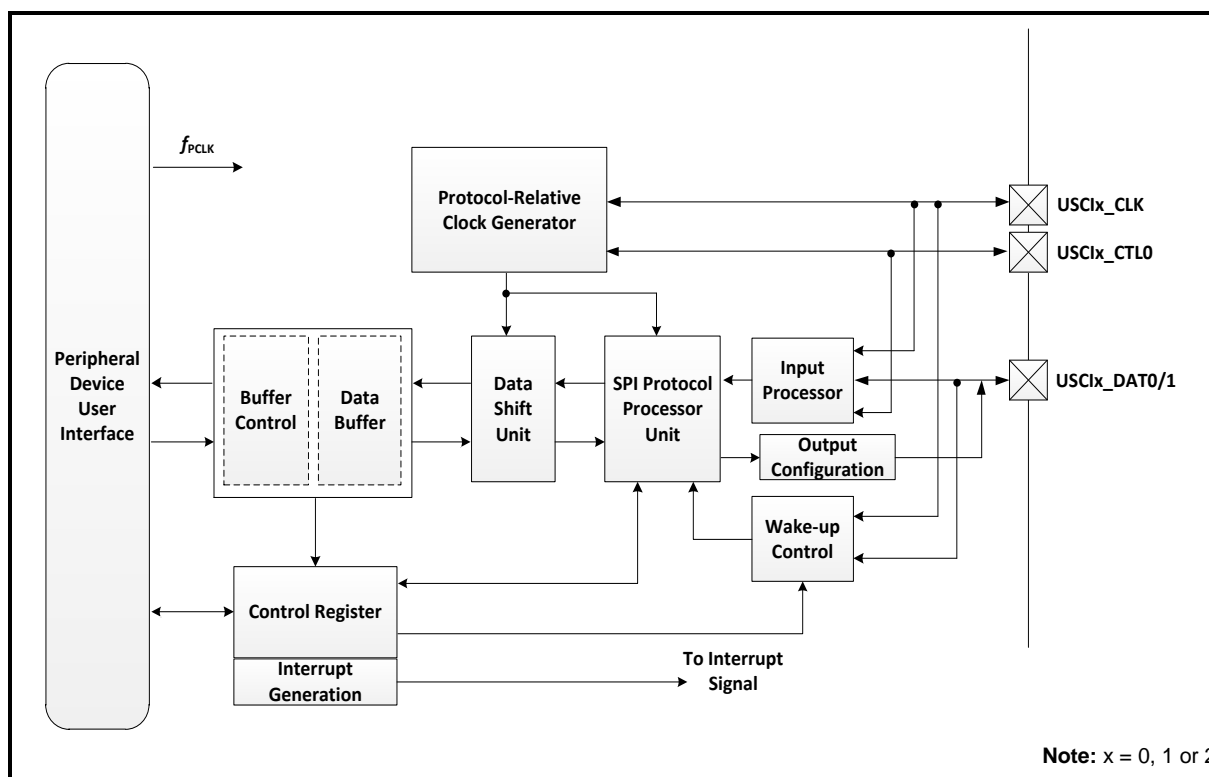 fPCLK
Protocol-Relative
Clock Generator
USCIx_CLK
USCIx_CTL0
Peripheral
Device
User
Interface
Buffer
Control
Data
Buffer
Data
Shift
Unit
SPI Protocol
Processor
Unit
Input
Processor
USCIx_DAT0/1
Output
Configuration
Wake-up
Control
Control Register
Interrupt
Generation
To Interrupt
Signal
Note: x = 0, 1 or 2